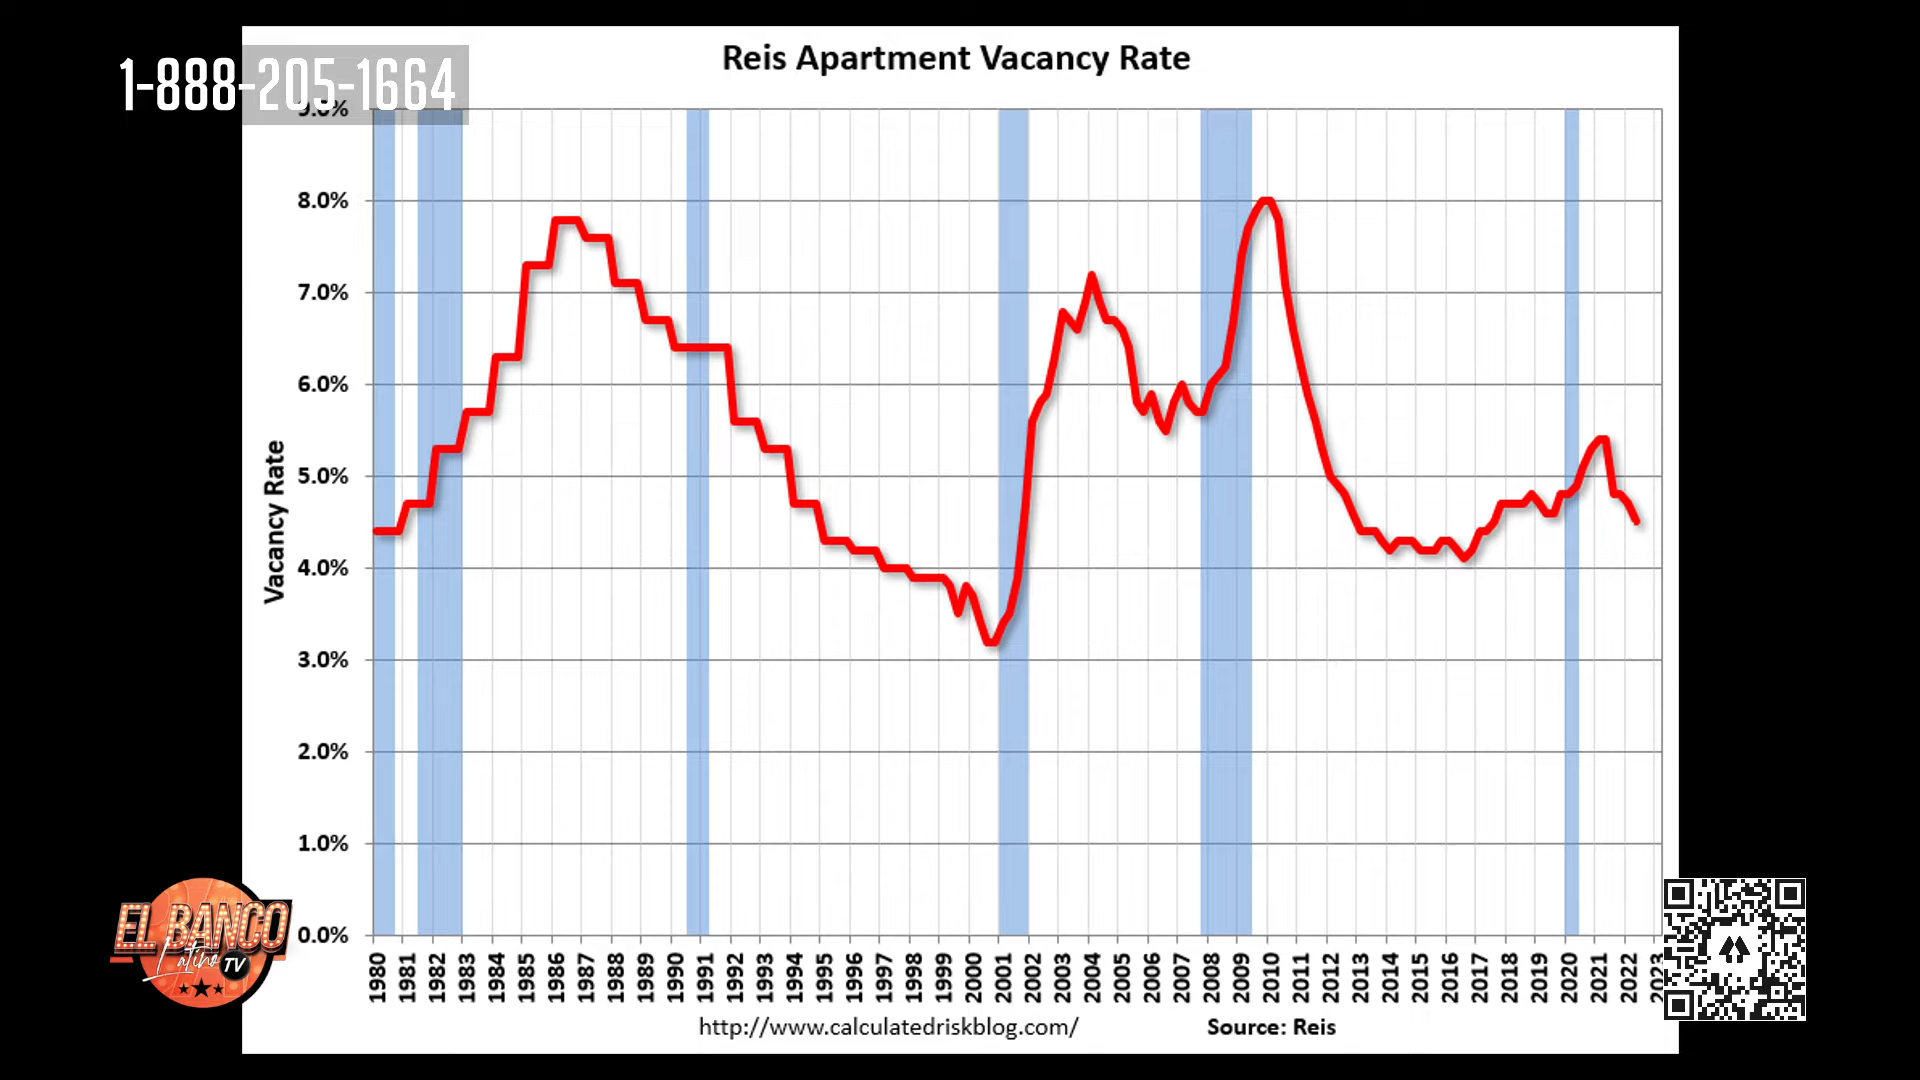 Reis Apartment Vacancy Rate
1-888-205-1664
9.0%
8.0%
7.0%
6.0%
5.0%
4.0%
3.0%
2.0%
1.0%
0.0%
Vacancy Rate
1980 1981 1982 1983 1984 1985 1986 1987 1988 1989 1990 1991 1992 1993 1994 1995 1996 1997 1998 1999 2000 2001 2002 2003 2004 2005 2006 2007 2008 2009 2010 2011 2012 2013 2014 2015 2016 2017 2018 2019 2020 2021 2022 2023
http://www.calculatedriskblog.com/ Source: Reis
EL BANCO
Latino TV